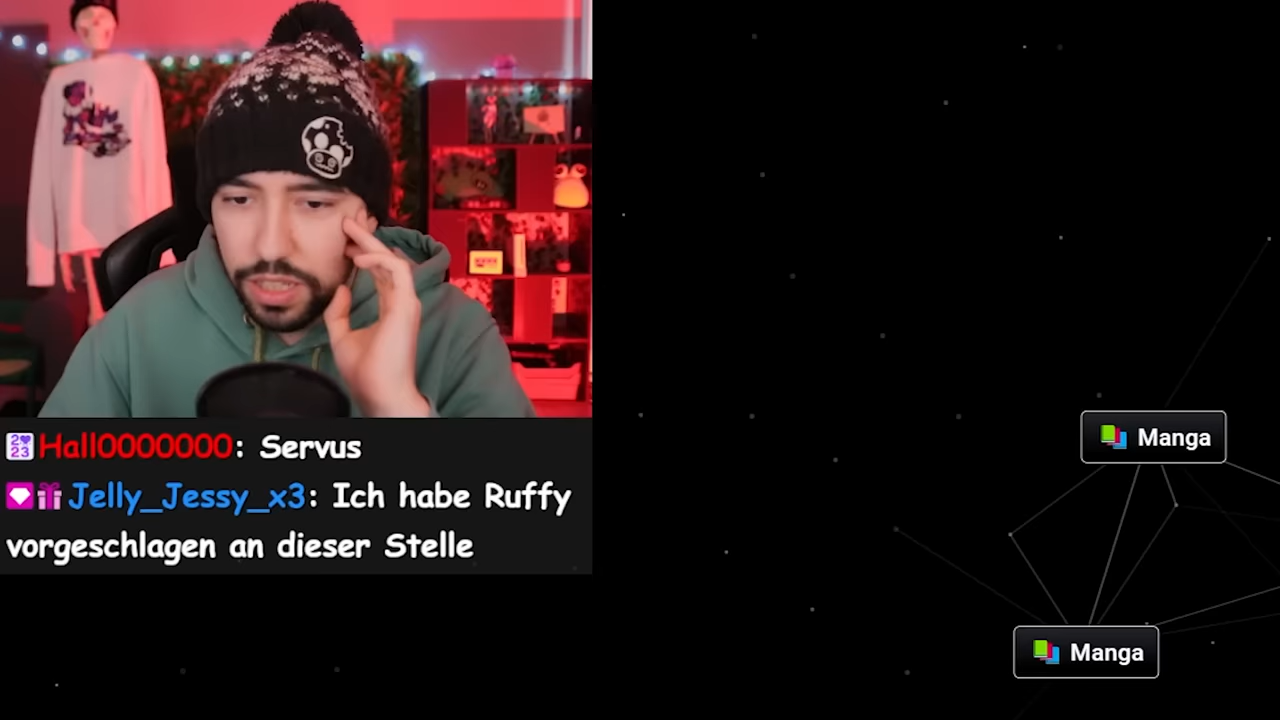 Hall0000000: Servus
Jelly_Jessy_x3: Ich habe Ruffy
vorgeschlagen an dieser Stelle
Manga
Manga